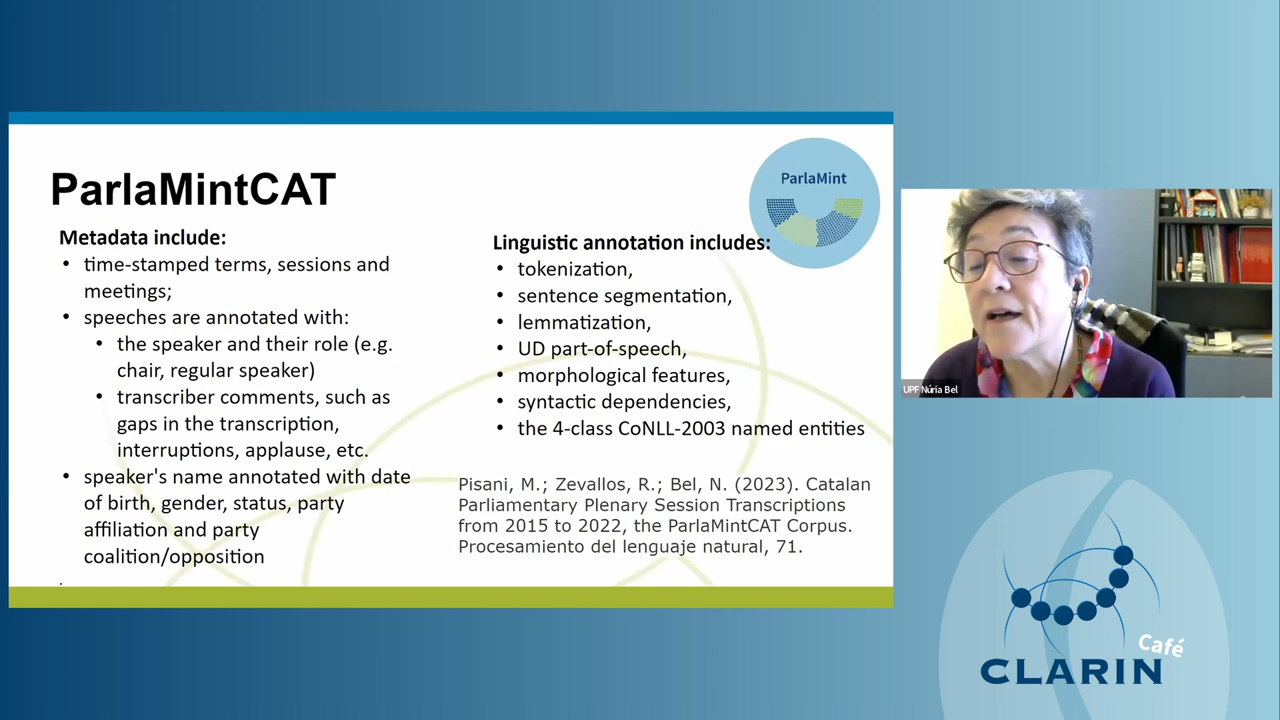 ParlaMintCAT
ParlaMint
Metadata include:
• time-stamped terms, sessions and
meetings;
• speeches are annotated with:
• the speaker and their role (e.g.
chair, regular speaker)
• transcriber comments, such as
gaps in the transcription,
interruptions, applause, etc.
• speaker's name annotated with date
of birth, gender, status, party
affiliation and party
coalition/opposition
.
Linguistic annotation includes:
• tokenization,
• sentence segmentation,
• lemmatization,
• UD part-of-speech,
• morphological features,
• syntactic dependencies,
• the 4-class CoNLL-2003 named entities
Pisani, M.; Zevallos, R.; Bel, N. (2023). Catalan
Parliamentary Plenary Session Transcriptions
from 2015 to 2022, the ParlaMintCAT Corpus.
Procesamiento del lenguaje natural, 71.
UPF Núria Bel
Café
CLARIN